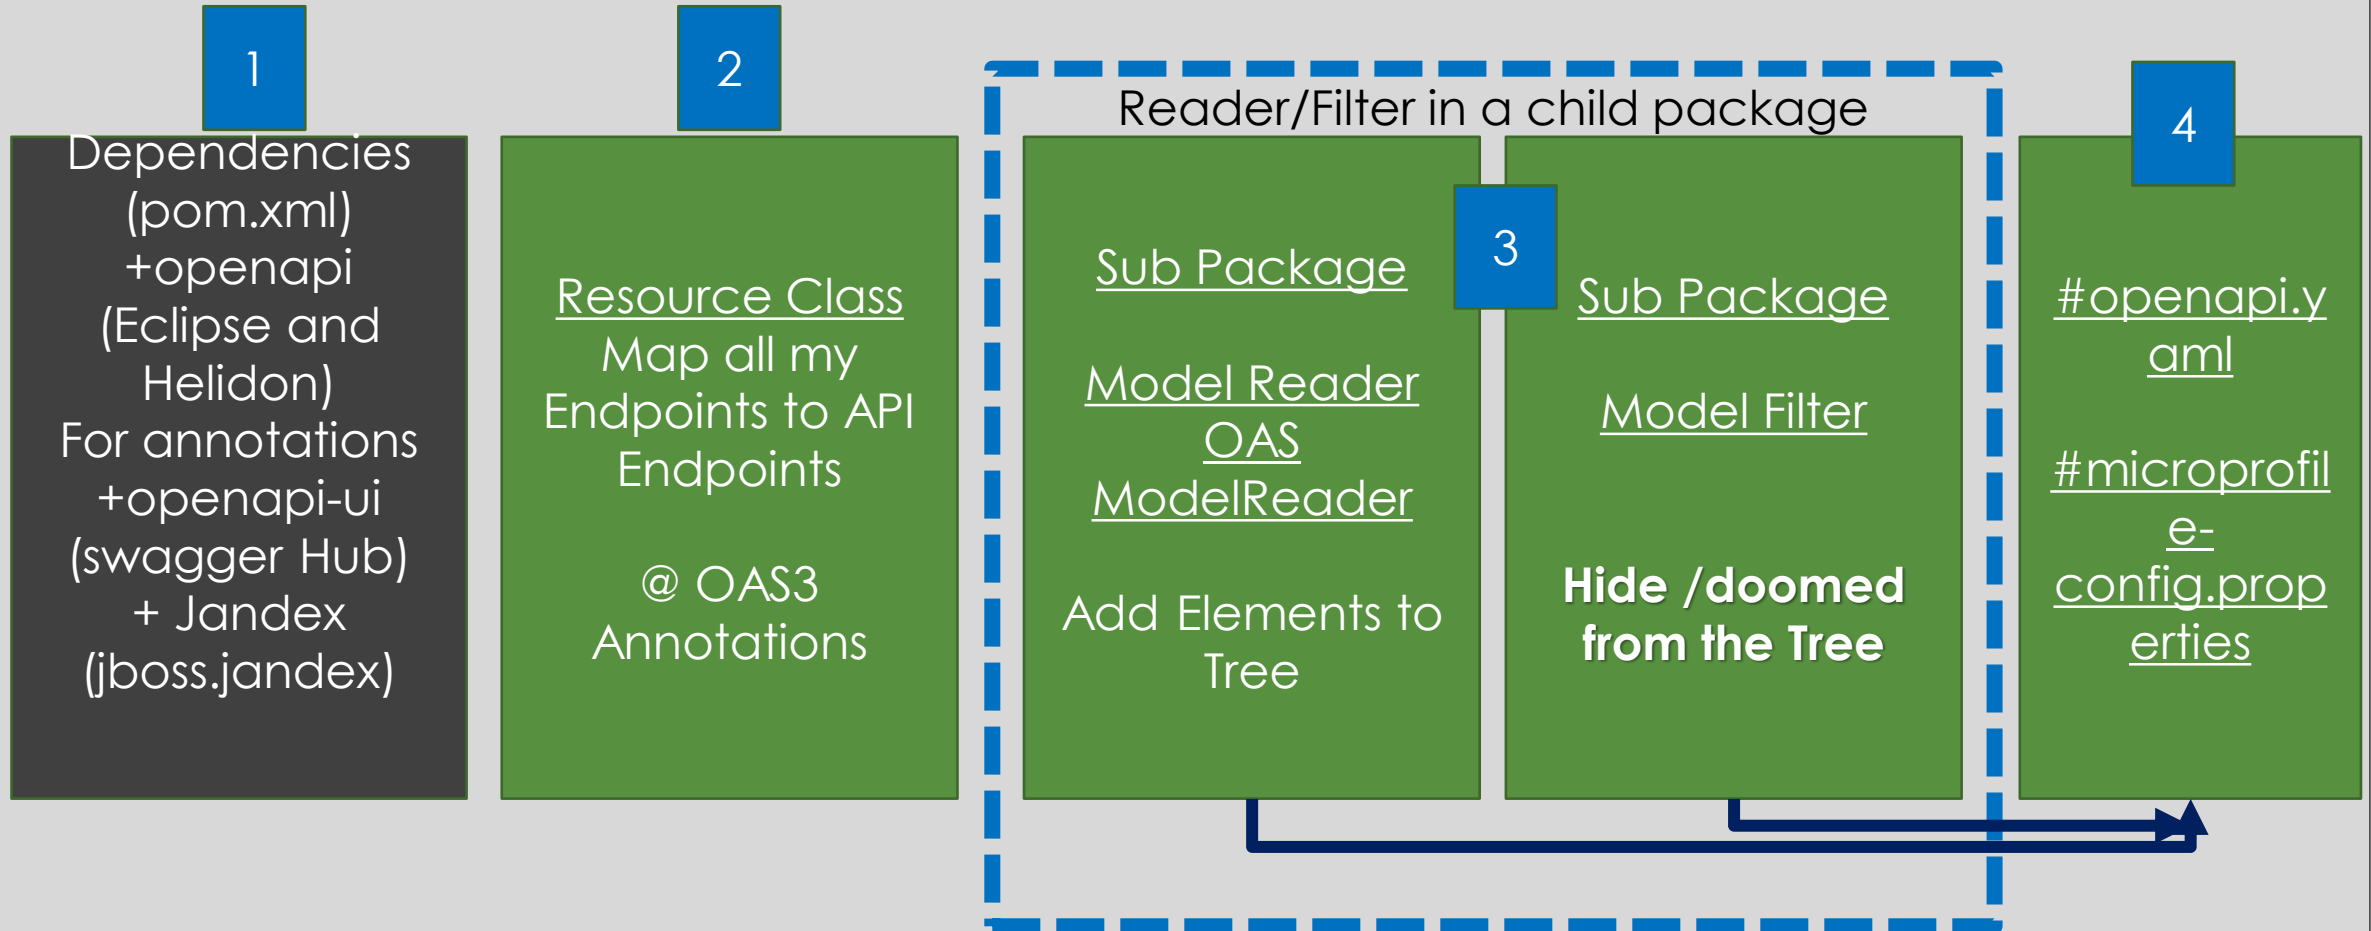 1
Dependencies
(pom.xml)
+openapi
(Eclipse and
Helidon)
For annotations
+openapi-ui
(swagger Hub)
+ Jandex
(jboss.jandex)
2
Resource Class
Map all my
Endpoints to API
Endpoints
@ OAS3
Annotations
Reader/Filter in a child package
3
Sub Package
Model Reader
OAS
ModelReader
Add Elements to
Tree
Sub Package
Model Filter
Hide /doomed
from the Tree
4
#openapi.y
aml
#microprofil
e-
config.prop
erties